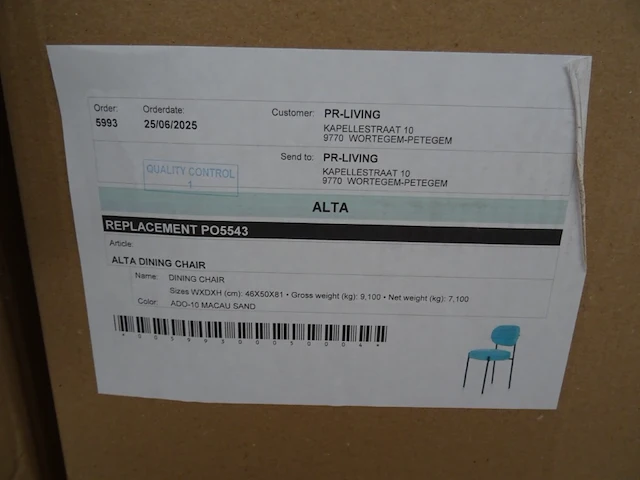 Order: Orderdate: Customer: PR-LIVING
5993 25/06/2025 KAPELLESTRAAT 10
9770 WORTEGEM-PETEGEM
Send to: PR-LIVING
KAPELLESTRAAT 10
9770 WORTEGEM-PETEGEM
QUALITY CONTROL
1
ALTA
REPLACEMENT PO5543
Article:
ALTA DINING CHAIR
Name: DINING CHAIR
Sizes WXDXH (cm): 46X50X81 • Gross weight (kg): 9,100 • Net weight (kg): 7,100
Color: ADO-10 MACAU SAND